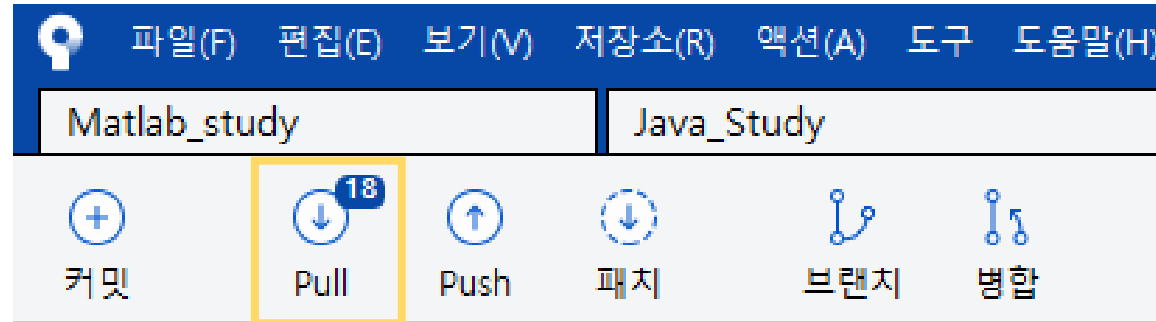 파일(F) 편집(E) 보기(V) 저장소(R) 액션(A) 도구 도움말(H)
Matlab_study Java_Study
18
커밋 Pull Push 패치 브랜치 병합